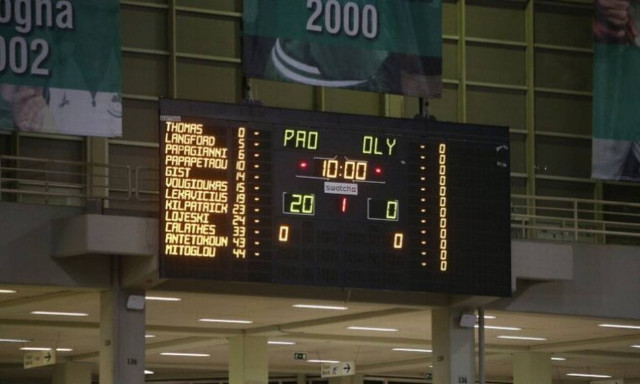 ogna
002
2000
PAO OLY
10:00
swatch
20 1 0
0 0
THOMAS 0 -
LANGFORD 5 -
PAPAGIANNI 6 -
PAPAPETROU 10 -
GIST 14 -
VOUGIOUKAS 15 -
LEKAVICIUS 19 -
KILPATRICK 23 -
LOJESKI 24 -
CALATHES 33 -
ANTETOKOUN 43 -
MITOGLOU 44 -